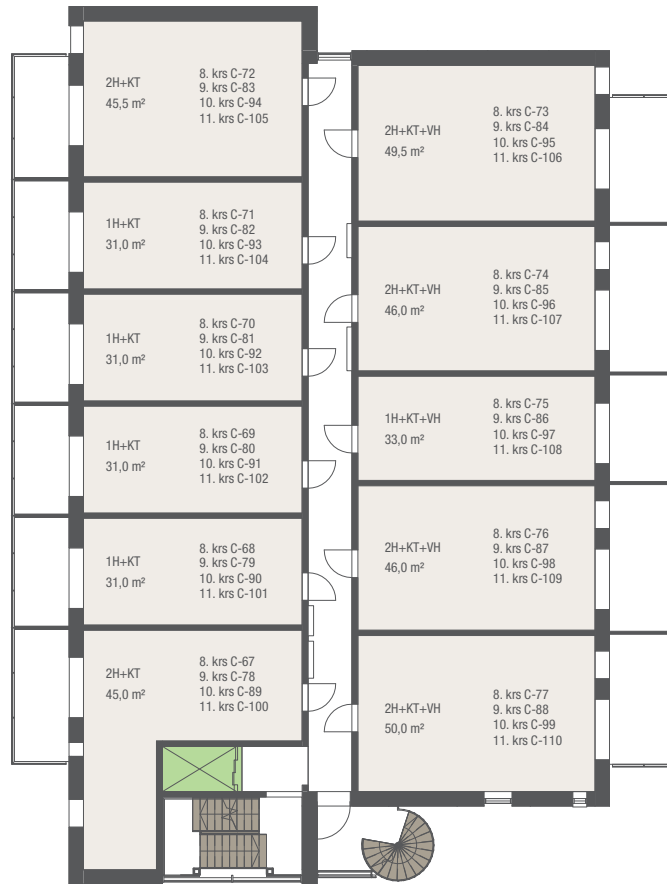 2H+KT
45,5 m²
8. krs C-72
9. krs C-83
10. krs C-94
11. krs C-105
1H+KT
31,0 m²
8. krs C-71
9. krs C-82
10. krs C-93
11. krs C-104
1H+KT
31,0 m²
8. krs C-70
9. krs C-81
10. krs C-92
11. krs C-103
1H+KT
31,0 m²
8. krs C-69
9. krs C-80
10. krs C-91
11. krs C-102
1H+KT
31,0 m²
8. krs C-68
9. krs C-79
10. krs C-90
11. krs C-101
2H+KT
45,0 m²
8. krs C-67
9. krs C-78
10. krs C-89
11. krs C-100
2H+KT+VH
49,5 m²
8. krs C-73
9. krs C-84
10. krs C-95
11. krs C-106
2H+KT+VH
46,0 m²
8. krs C-74
9. krs C-85
10. krs C-96
11. krs C-107
1H+KT+VH
33,0 m²
8. krs C-75
9. krs C-86
10. krs C-97
11. krs C-108
2H+KT+VH
46,0 m²
8. krs C-76
9. krs C-87
10. krs C-98
11. krs C-109
2H+KT+VH
50,0 m²
8. krs C-77
9. krs C-88
10. krs C-99
11. krs C-110